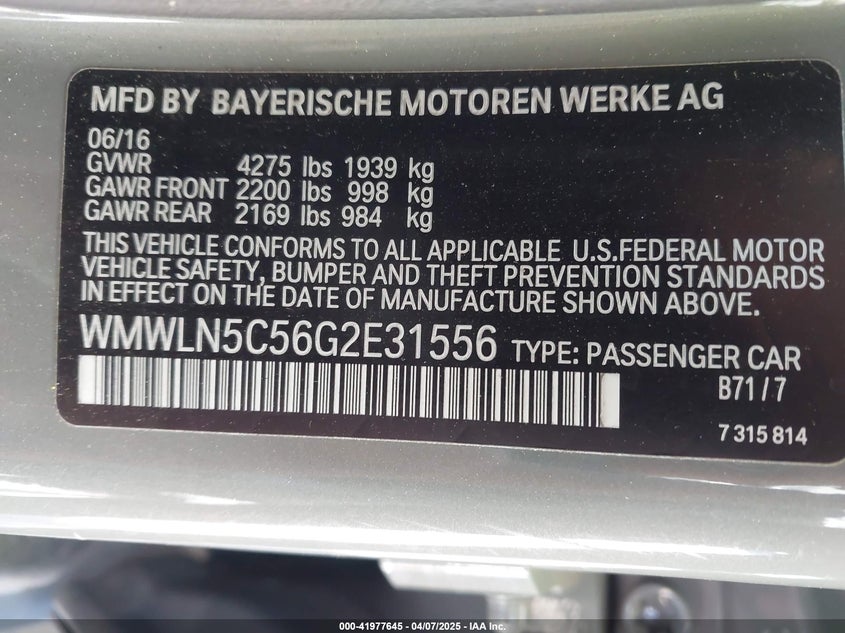 MFD BY BAYERISCHE MOTOREN WERKE AG
06/16
GVWR 4275 lbs 1939 kg
GAWR FRONT 2200 lbs 998 kg
GAWR REAR 2169 lbs 984 kg
THIS VEHICLE CONFORMS TO ALL APPLICABLE U.S.FEDERAL MOTOR
VEHICLE SAFETY, BUMPER AND THEFT PREVENTION STANDARDS
IN EFFECT ON THE DATE OF MANUFACTURE SHOWN ABOVE.
WMWLN5C56G2E31556 TYPE: PASSENGER CAR
B71/7
7 315 814
000-41977645 - 04/07/2025 - IAA Inc.